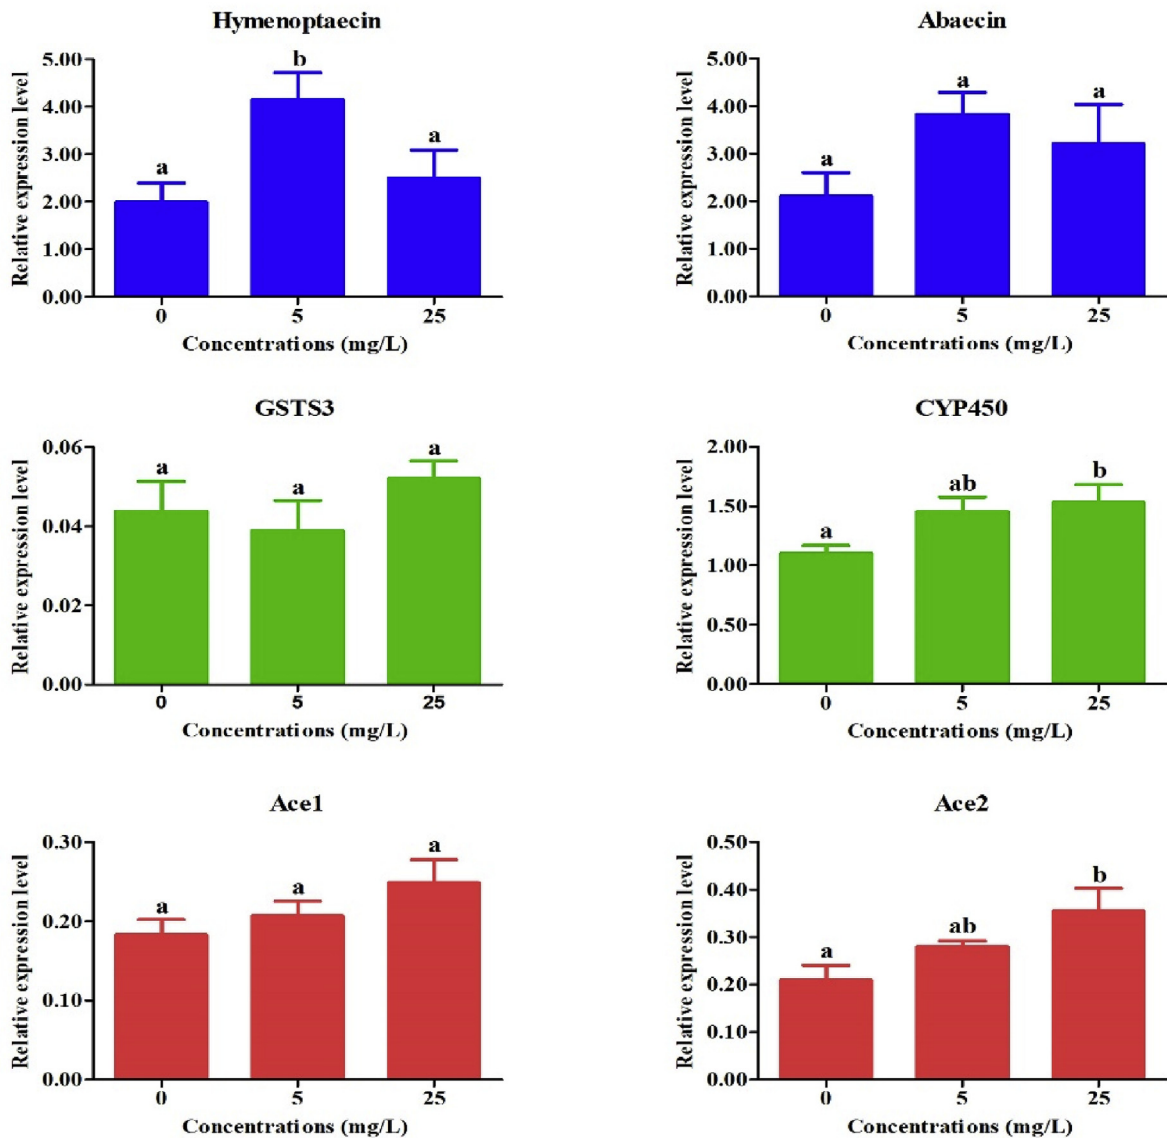 Hymenoptaecin
Relative expression level
5.00
4.00
3.00
2.00
1.00
0.00
a
b
a
0
5
25
Concentrations (mg/L)
Abaecin
Relative expression level
5.00
4.00
3.00
2.00
1.00
0.00
a
a
a
0
5
25
Concentrations (mg/L)
GSTS3
Relative expression level
0.06
0.04
0.02
0.00
a
a
a
0
5
25
Concentrations (mg/L)
CYP450
Relative expression level
2.00
1.50
1.00
0.50
0.00
a
ab
b
0
5
25
Concentrations (mg/L)
Ace1
Relative expression level
0.30
0.20
0.10
0.00
a
a
a
0
5
25
Concentrations (mg/L)
Ace2
Relative expression level
0.50
0.40
0.30
0.20
0.10
0.00
a
ab
b
0
5
25
Concentrations (mg/L)